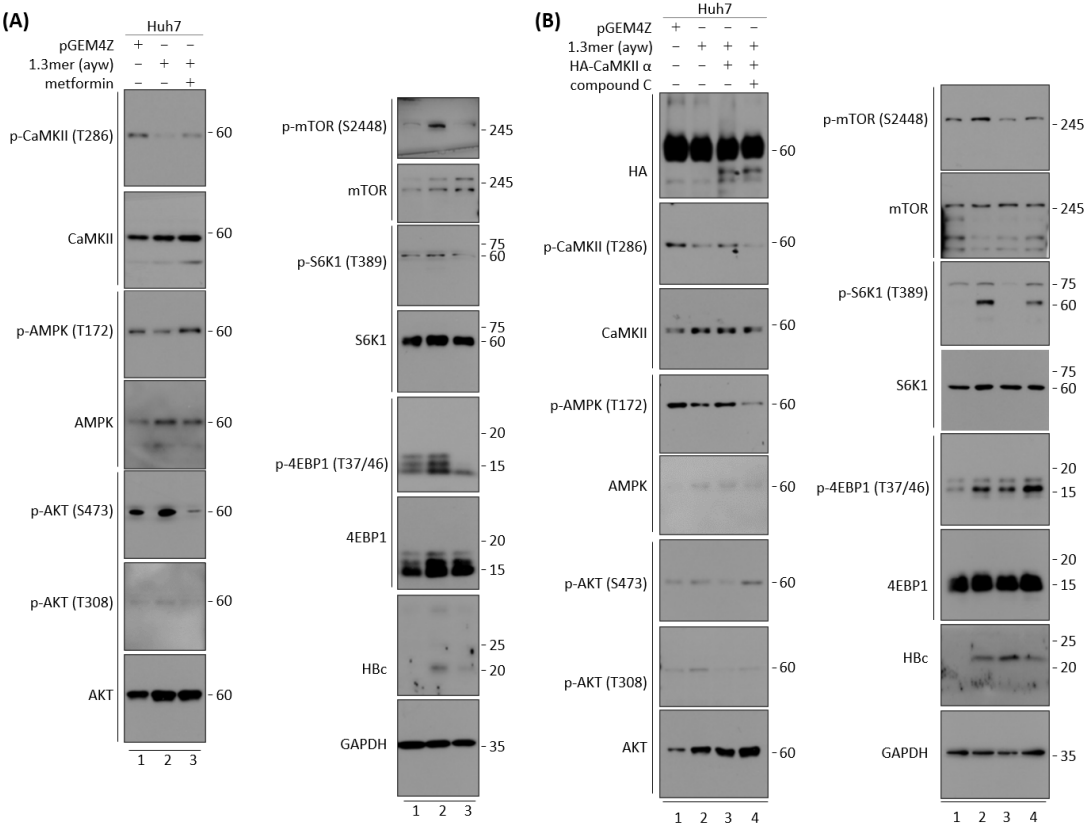 (A)
Huh7
pGEM4Z + – –
1.3mer (ayw) – + +
metformin – – +
p-CaMKII (T286) - 60
CaMKII - 60
p-AMPK (T172) - 60
AMPK - 60
p-AKT (S473) - 60
p-AKT (T308) - 60
AKT - 60
1 2 3
p-mTOR (S2448) - 245
mTOR - 245
p-S6K1 (T389) - 75
- 60
S6K1 - 75
- 60
- 20
p-4EBP1 (T37/46) - 15
4EBP1 - 20
- 15
- 25
HBc - 20
GAPDH - 35
1 2 3
(B)
Huh7
pGEM4Z + – – –
1.3mer (ayw) – + + +
HA-CaMKII α – – + +
compound C – – – +
HA - 60
p-CaMKII (T286) - 60
CaMKII - 60
p-AMPK (T172) - 60
AMPK - 60
p-AKT (S473) - 60
p-AKT (T308) - 60
AKT - 60
1 2 3 4
p-mTOR (S2448) - 245
mTOR - 245
p-S6K1 (T389) - 75
- 60
S6K1 - 75
- 60
p-4EBP1 (T37/46) - 20
- 15
- 20
4EBP1 - 15
HBc - 25
- 20
GAPDH - 35
1 2 3 4